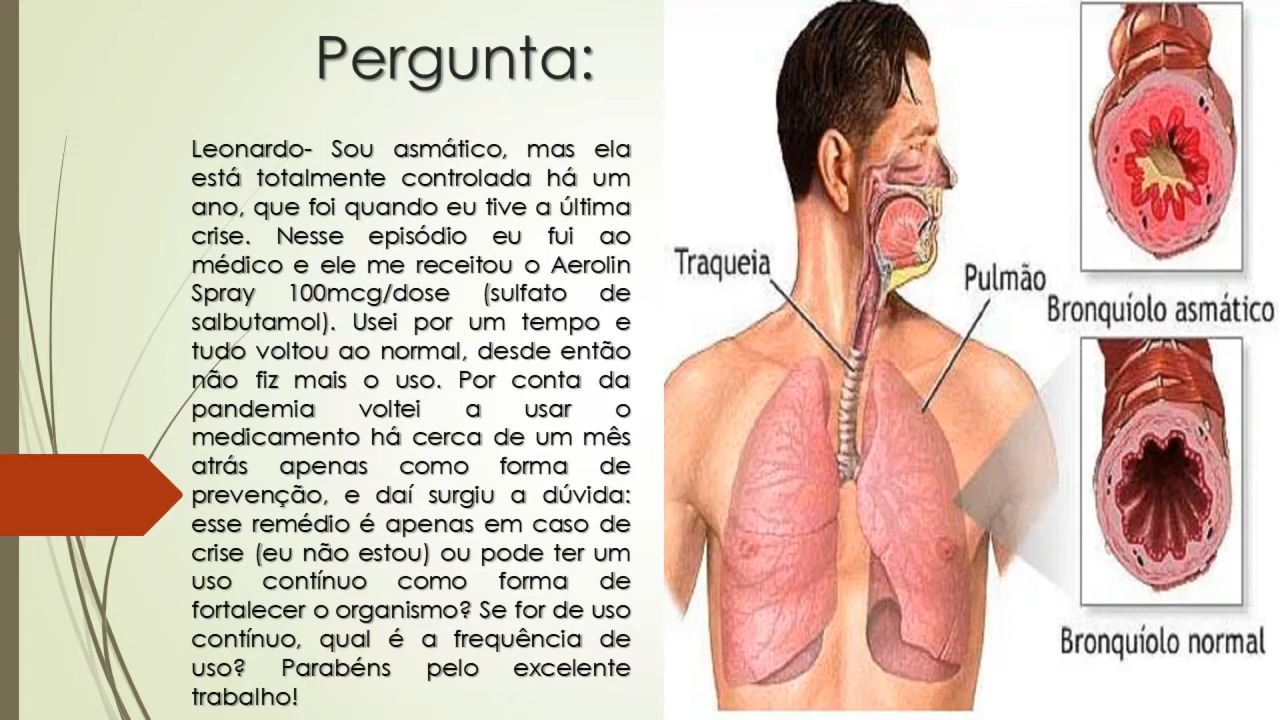 Pergunta:
Leonardo- Sou asmático, mas ela
está totalmente controlada há um
ano, que foi quando eu tive a última
crise. Nesse episódio eu fui ao
médico e ele me receitou o Aerolin
Spray 100mcg/dose (sulfato de
salbutamol). Usei por um tempo e
tudo voltou ao normal, desde então
não fiz mais o uso. Por conta da
pandemia voltei a usar o
medicamento há cerca de um mês
atrás apenas como forma de
prevenção, e daí surgiu a dúvida:
esse remédio é apenas em caso de
crise (eu não estou) ou pode ter um
uso contínuo como forma de
fortalecer o organismo? Se for de uso
contínuo, qual é a frequência de
uso? Parabéns pelo excelente
trabalho!
Traqueia
Pulmão
Bronquíolo asmático
Bronquíolo normal